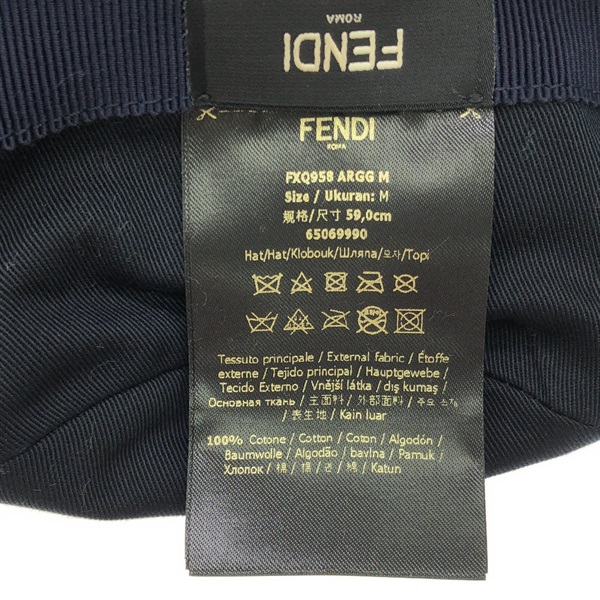 FENDI
ROMA
FENDI
ROMA
FXQ958 ARGG M
Size / Ukuran: M
规格/尺寸 59,0cm
65069990
Hat/Hat/Klobouk/Шляпа/모자/Topi
Tessuto principale / External fabric / Étoffe
externe / Tejido principal / Hauptgewebe /
Tecido Externo / Vnější látka / dış kumaş /
Основная ткань / 主面料 / 外部面料 / 주요 소재
/ 表生地 / Kain luar
100% Cotone / Cotton / Coton / Algodón /
Baumwolle / Algodão / bavlna / Pamuk /
Хлопок / 棉 / 棉 / 면 / 綿 / Katun